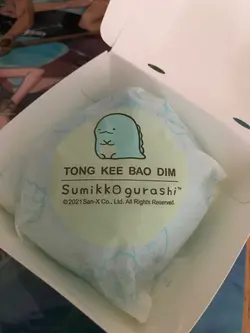 TONG KEE BAO DIM
Sumikkogurashi™
©2021 San-X Co., Ltd. All Rights Reserved.